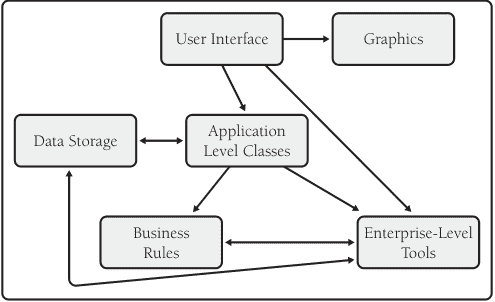 User Interface
Graphics
Data Storage
Application
Level Classes
Business
Rules
Enterprise-Level
Tools